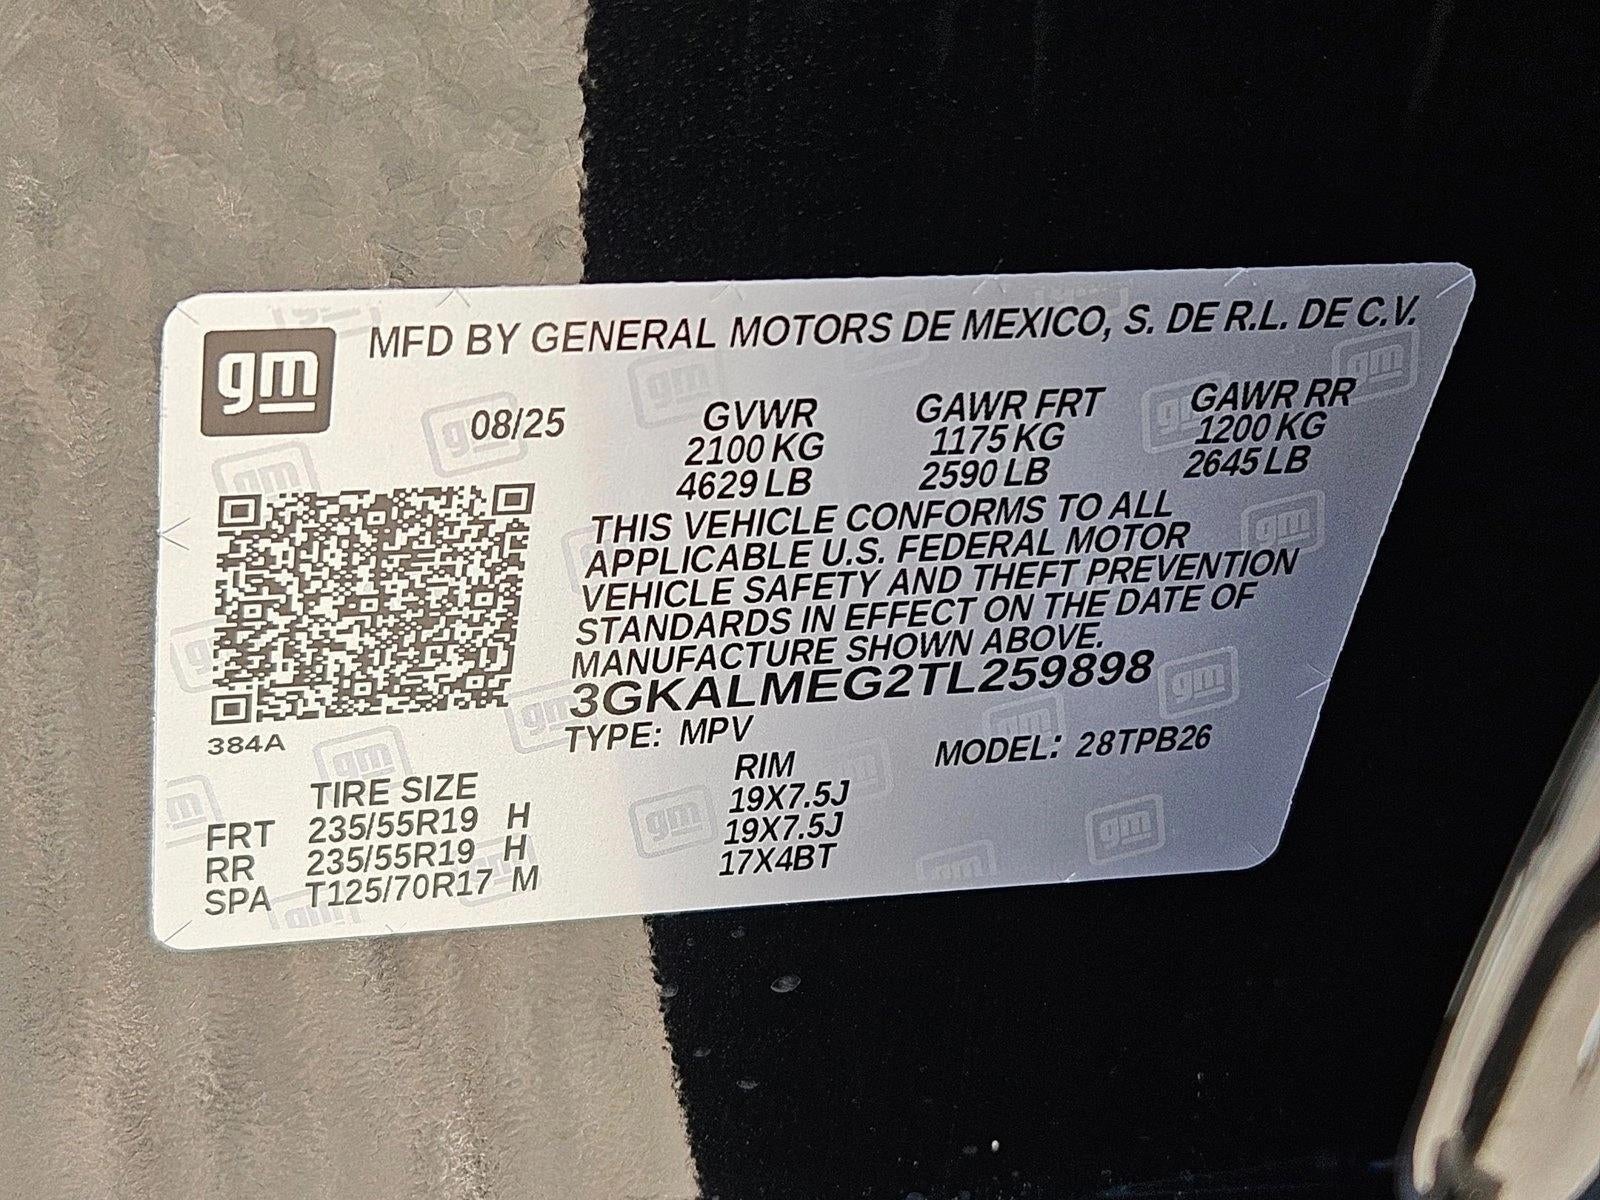 gm MFD BY GENERAL MOTORS DE MEXICO, S. DE R.L. DE C.V.
08/25 GVWR GAWR FRT GAWR RR
2100 KG 1175 KG 1200 KG
4629 LB 2590 LB 2645 LB
THIS VEHICLE CONFORMS TO ALL
APPLICABLE U.S. FEDERAL MOTOR
VEHICLE SAFETY AND THEFT PREVENTION
STANDARDS IN EFFECT ON THE DATE OF
MANUFACTURE SHOWN ABOVE.
3GKALMEG2TL259898
384A TYPE: MPV MODEL: 28TPB26
TIRE SIZE RIM
FRT 235/55R19 H 19X7.5J
RR 235/55R19 H 19X7.5J
SPA T125/70R17 M 17X4BT